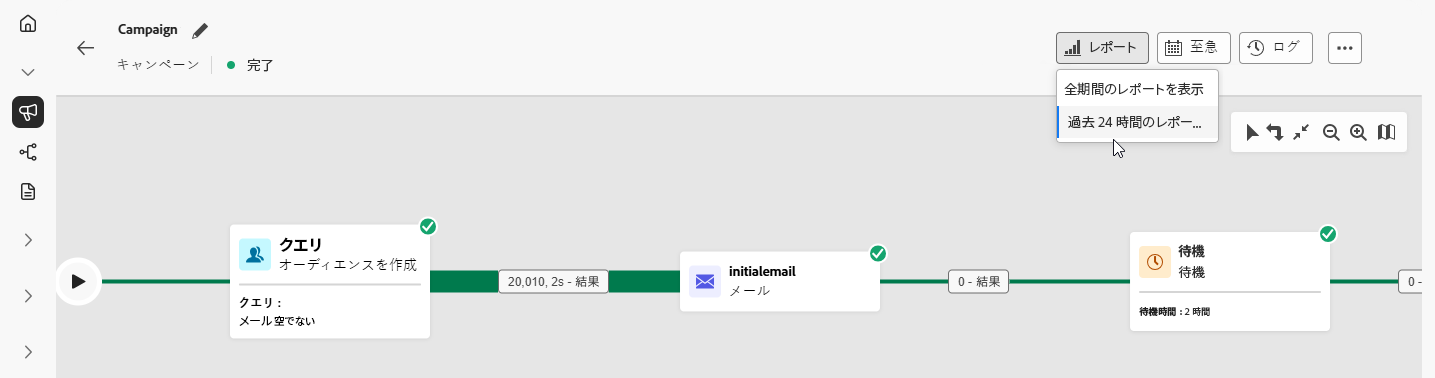 Campaign
キャンペーン
完了
レポート
至急
ログ
全期間のレポートを表示
過去 24 時間のレポー...
クエリ
オーディエンスを作成
クエリ :
メール 空でない
20,010, 2s - 結果
initialemail
メール
0 - 結果
待機
待機
待機時間 : 2 時間
0 -